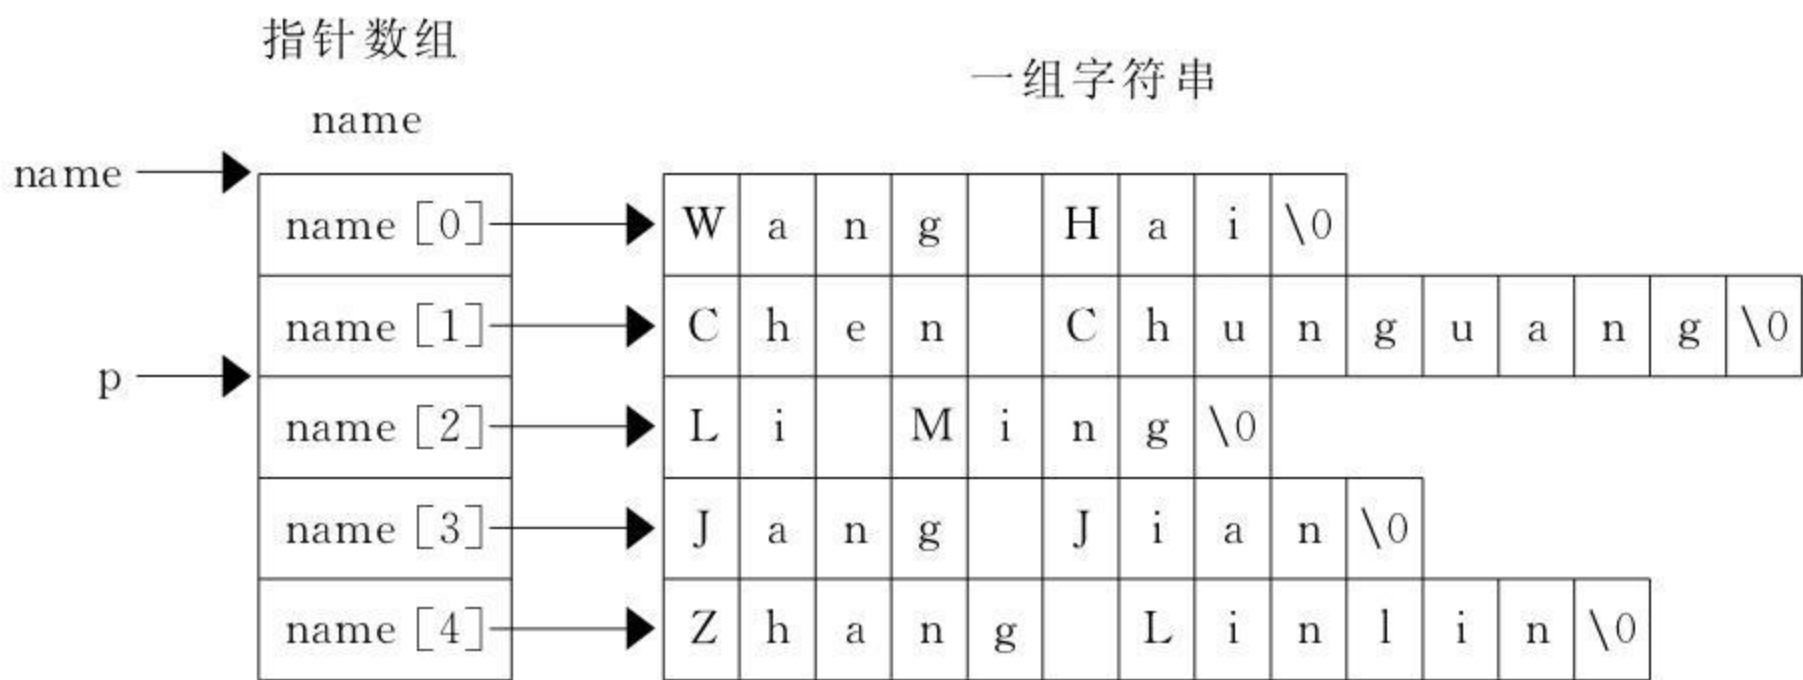 指针数组
一组字符串
name
name
name [0] W a n g H a i \0
name [1] C h e n C h u n g u a n g \0
p
name [2] L i M i n g \0
name [3] J a n g J i a n \0
name [4] Z h a n g L i n l i n \0